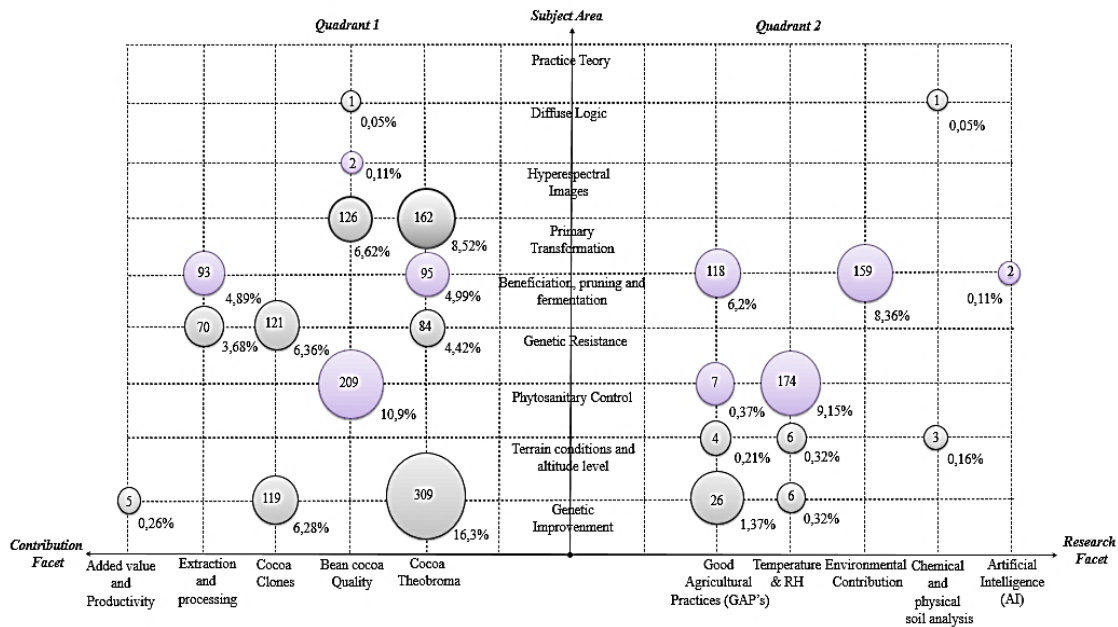 Subject Area
Quadrant 1
Quadrant 2
Practice Teory
1
0,05%
Diffuse Logic
1
0,05%
2
0,11%
Hyperespectral
Images
126
6,62%
162
8,52%
Primary
Transformation
93
4,89%
95
4,99%
Beneficiation, pruning and
fermentation
118
6,2%
159
8,36%
2
0,11%
70
3,68%
121
6,36%
84
4,42%
Genetic Resistance
209
10,9%
Phytosanitary Control
7
0,37%
174
9,15%
Terrain conditions and
altitude level
4
0,21%
6
0,32%
3
0,16%
5
0,26%
119
6,28%
309
16,3%
Genetic
Improvenment
26
1,37%
6
0,32%
Contribution
Facet
Research
Facet
Added value
and
Productivity
Extraction
and
processing
Cocoa
Clones
Bean cocoa
Quality
Cocoa
Theobroma
Good
Agricultural
Practices (GAP's)
Temperature
& RH
Environmental
Contribution
Chemical
and
physical
soil analysis
Artificial
Intelligence
(AI)